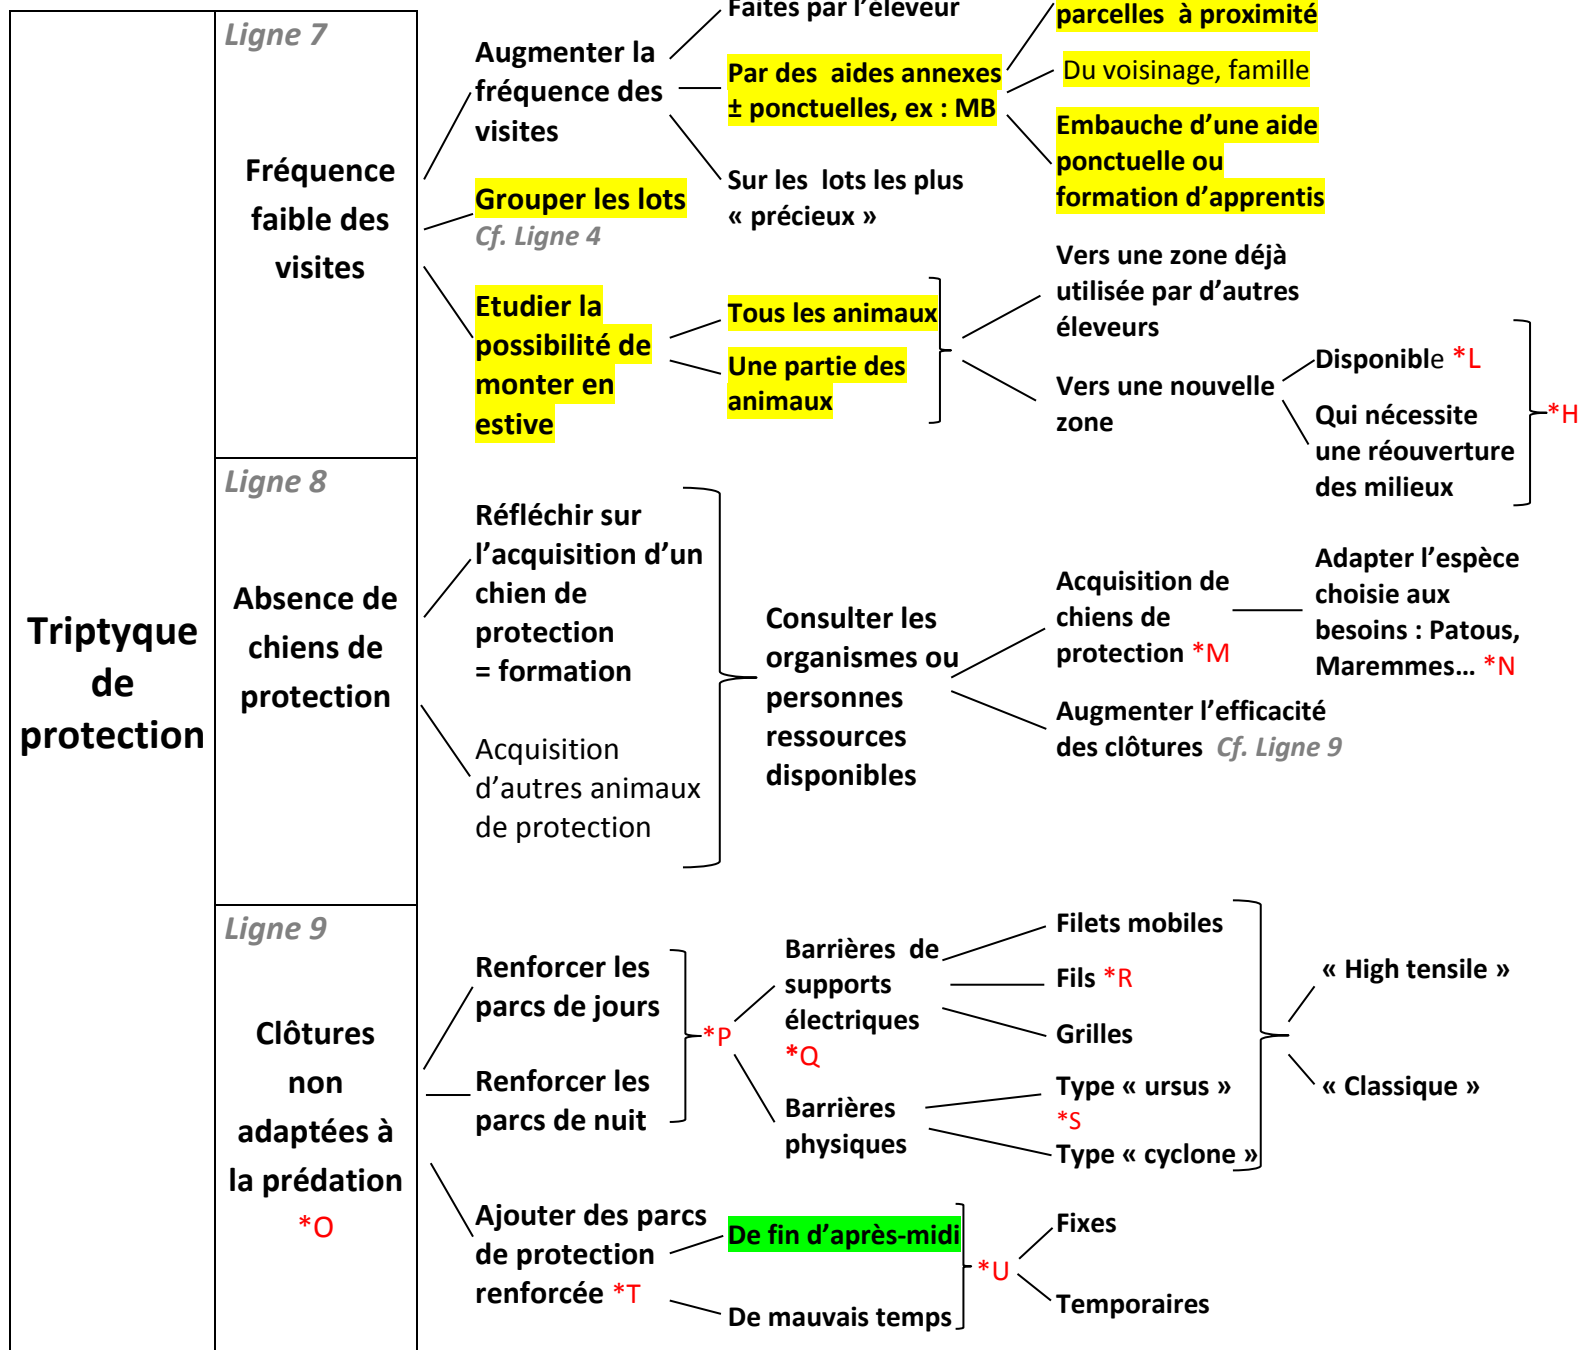 Triptyque
de
protection
Ligne 7
Fréquence
faible des
visites
Augmenter la
fréquence des
visites
Faites par l'éleveur
Par des aides annexes
± ponctuelles, ex : MB
parcelles à proximité
Du voisinage, famille
Embauche d'une aide
ponctuelle ou
formation d'apprentis
Sur les lots les plus
« précieux »
Grouper les lots
Cf. Ligne 4
Etudier la
possibilité de
monter en
estive
Tous les animaux
Une partie des
animaux
Vers une zone déjà
utilisée par d'autres
éleveurs
Vers une nouvelle
zone
Disponible *L
Qui nécessite
une réouverture
des milieux
*H
Ligne 8
Absence de
chiens de
protection
Réfléchir sur
l'acquisition d'un
chien de
protection
= formation
Acquisition
d'autres animaux
de protection
Consulter les
organismes ou
personnes
ressources
disponibles
Acquisition de
chiens de
protection *M
Adapter l'espèce
choisie aux
besoins : Patous,
Maremmes... *N
Augmenter l'efficacité
des clôtures Cf. Ligne 9
Ligne 9
Clôtures
non
adaptées à
la prédation
*O
Renforcer les
parcs de jours
Renforcer les
parcs de nuit
*P
Barrières de
supports
électriques
*Q
Filets mobiles
Fils *R
Grilles
Barrières
physiques
Type « ursus »
*S
Type « cyclone »
« High tensile »
« Classique »
Ajouter des parcs
de protection
renforcée *T
De fin d'après-midi
De mauvais temps
*U
Fixes
Temporaires